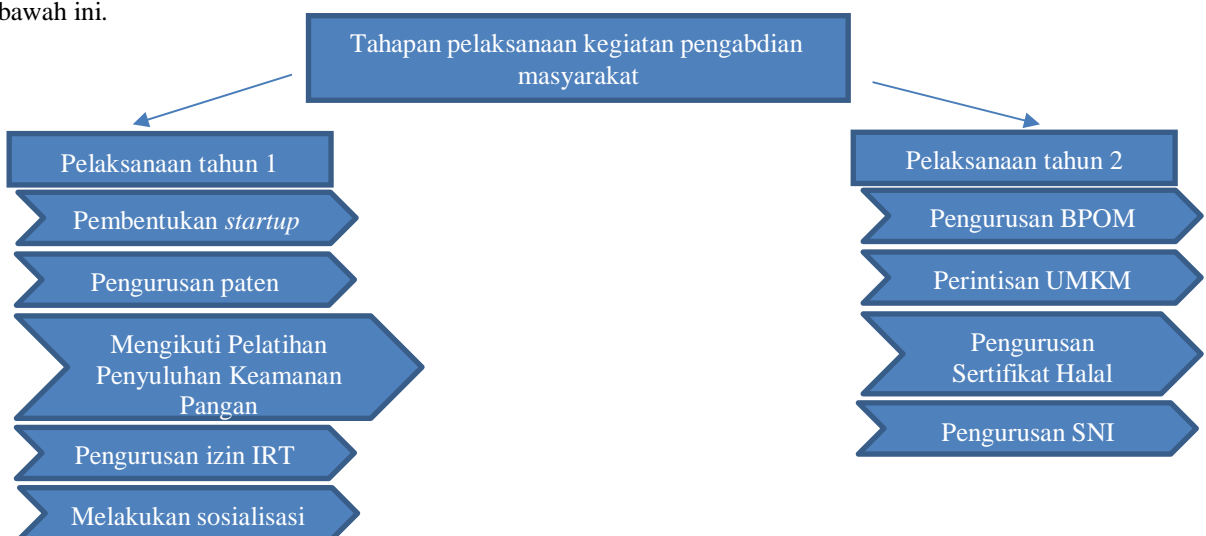 bawah ini.
Tahapan pelaksanaan kegiatan pengabdian
masyarakat
Pelaksanaan tahun 1
Pembentukan startup
Pengurusan paten
Mengikuti Pelatihan
Penyuluhan Keamanan
Pangan
Pengurusan izin IRT
Melakukan sosialisasi
Pelaksanaan tahun 2
Pengurusan BPOM
Perintisan UMKM
Pengurusan
Sertifikat Halal
Pengurusan SNI